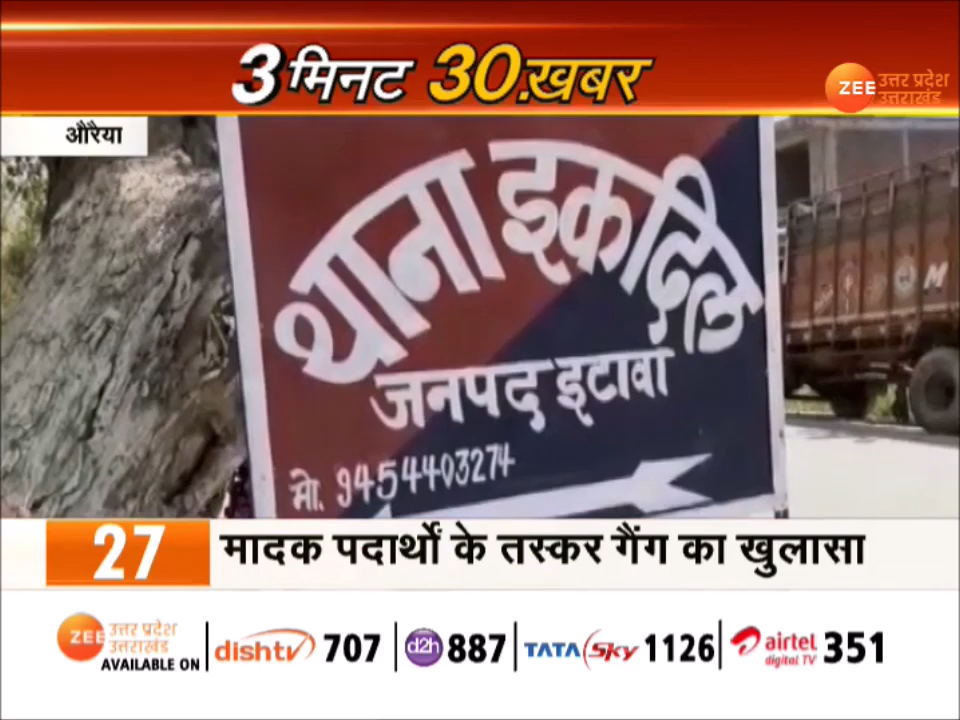 3 मिनट 30 ख़बर
ZEE उत्तर प्रदेश
उत्तराखंड
औरैया
थाना इकदिल
जनपद इटावा
मो. 9454403274
M
27 मादक पदार्थों के तस्कर गैंग का खुलासा
ZEE उत्तर प्रदेश
उत्तराखंड
AVAILABLE ON
dishtv 707
d2h 887
TATA Sky 1126
airtel digital TV 351